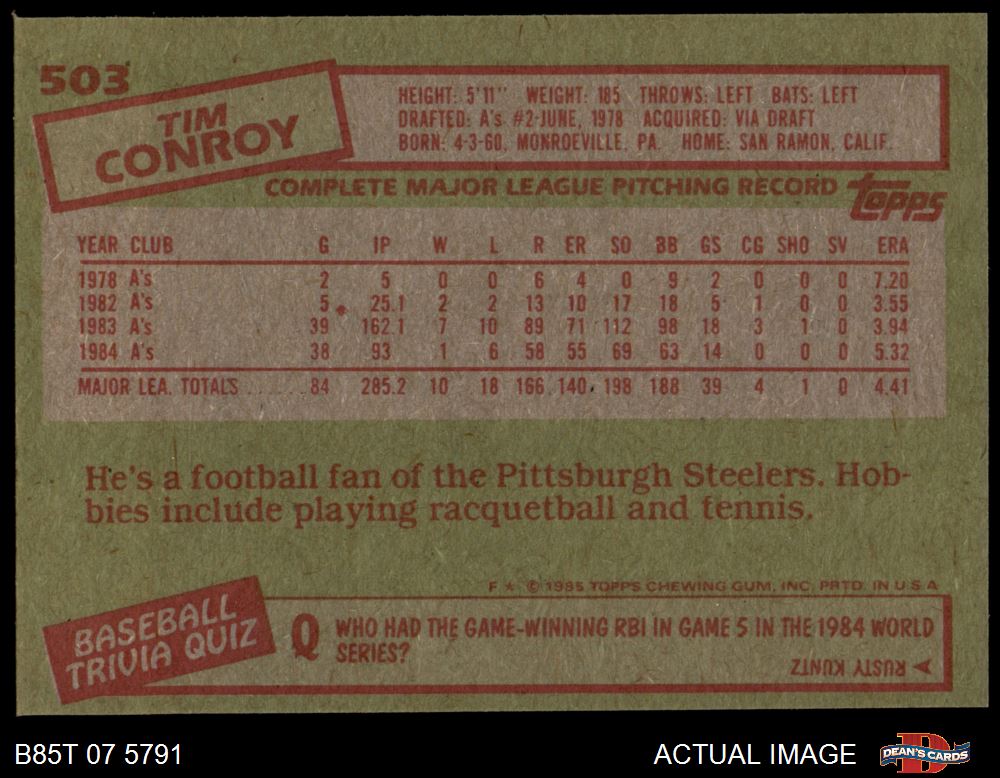 503
TIM
CONROY
HEIGHT: 5'11" WEIGHT: 185 THROWS: LEFT BATS: LEFT
DRAFTED: A's. #2-JUNE, 1978 ACQUIRED: VIA DRAFT
BORN: 4-3-60, MONROEVILLE, PA. HOME: SAN RAMON, CALIF.
COMPLETE MAJOR LEAGUE PITCHING RECORD topps
YEAR CLUB G IP W L R ER SO BB GS CG SHO SV ERA
1978 A's 2 5 0 0 6 4 0 9 2 0 0 0 7.20
1982 A's 5 25.1 2 2 13 10 17 18 5 1 0 0 3.55
1983 A's 39 162.1 7 10 89 71 112 98 18 3 1 0 3.94
1984 A's 38 93 1 6 58 55 69 63 14 0 0 0 5.32
MAJOR LEA. TOTALS ........ 84 285.2 10 18 166 140 198 188 39 4 1 0 4.41
He's a football fan of the Pittsburgh Steelers. Hob-
bies include playing racquetball and tennis.
F ★ © 1985 TOPPS CHEWING GUM, INC. PRTD. IN U S A
BASEBALL
TRIVIA QUIZ
Q WHO HAD THE GAME-WINNING RBI IN GAME 5 IN THE 1984 WORLD
SERIES?
RUSTY KUNTZ
B85T 07 5791 ACTUAL IMAGE DEAN'S CARDS